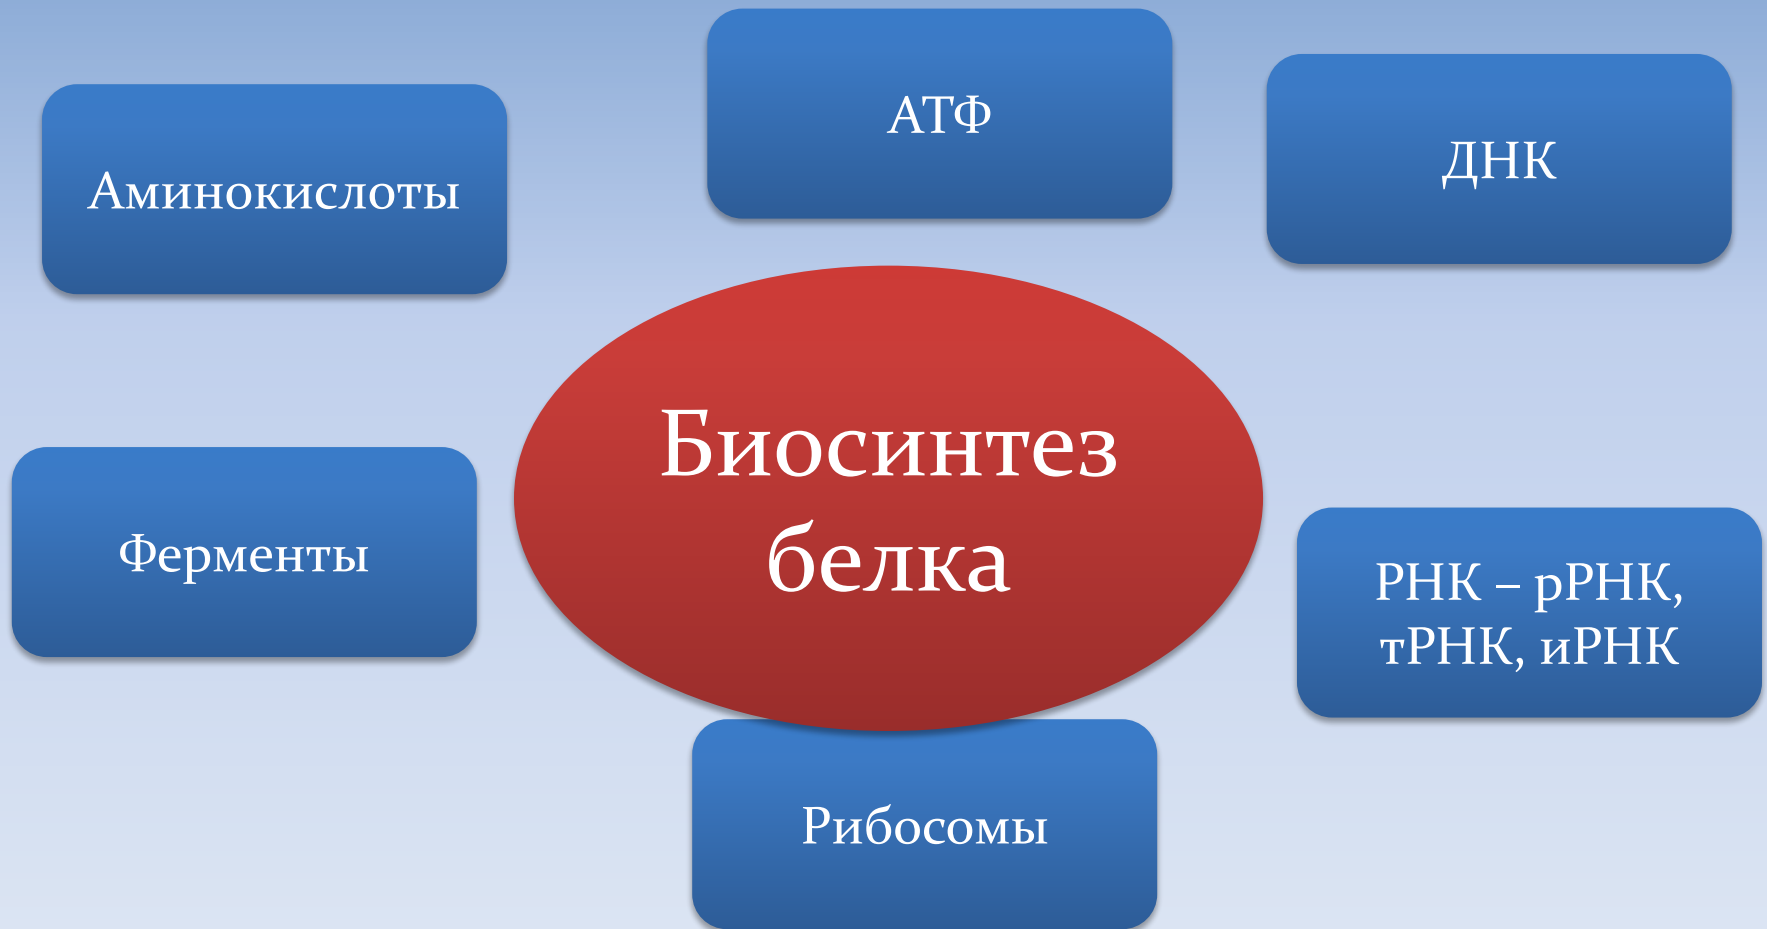 АТФ
ДНК
Аминокислоты
Биосинтез
белка
Ферменты
РНК – рРНК,
тРНК, иРНК
Рибосомы